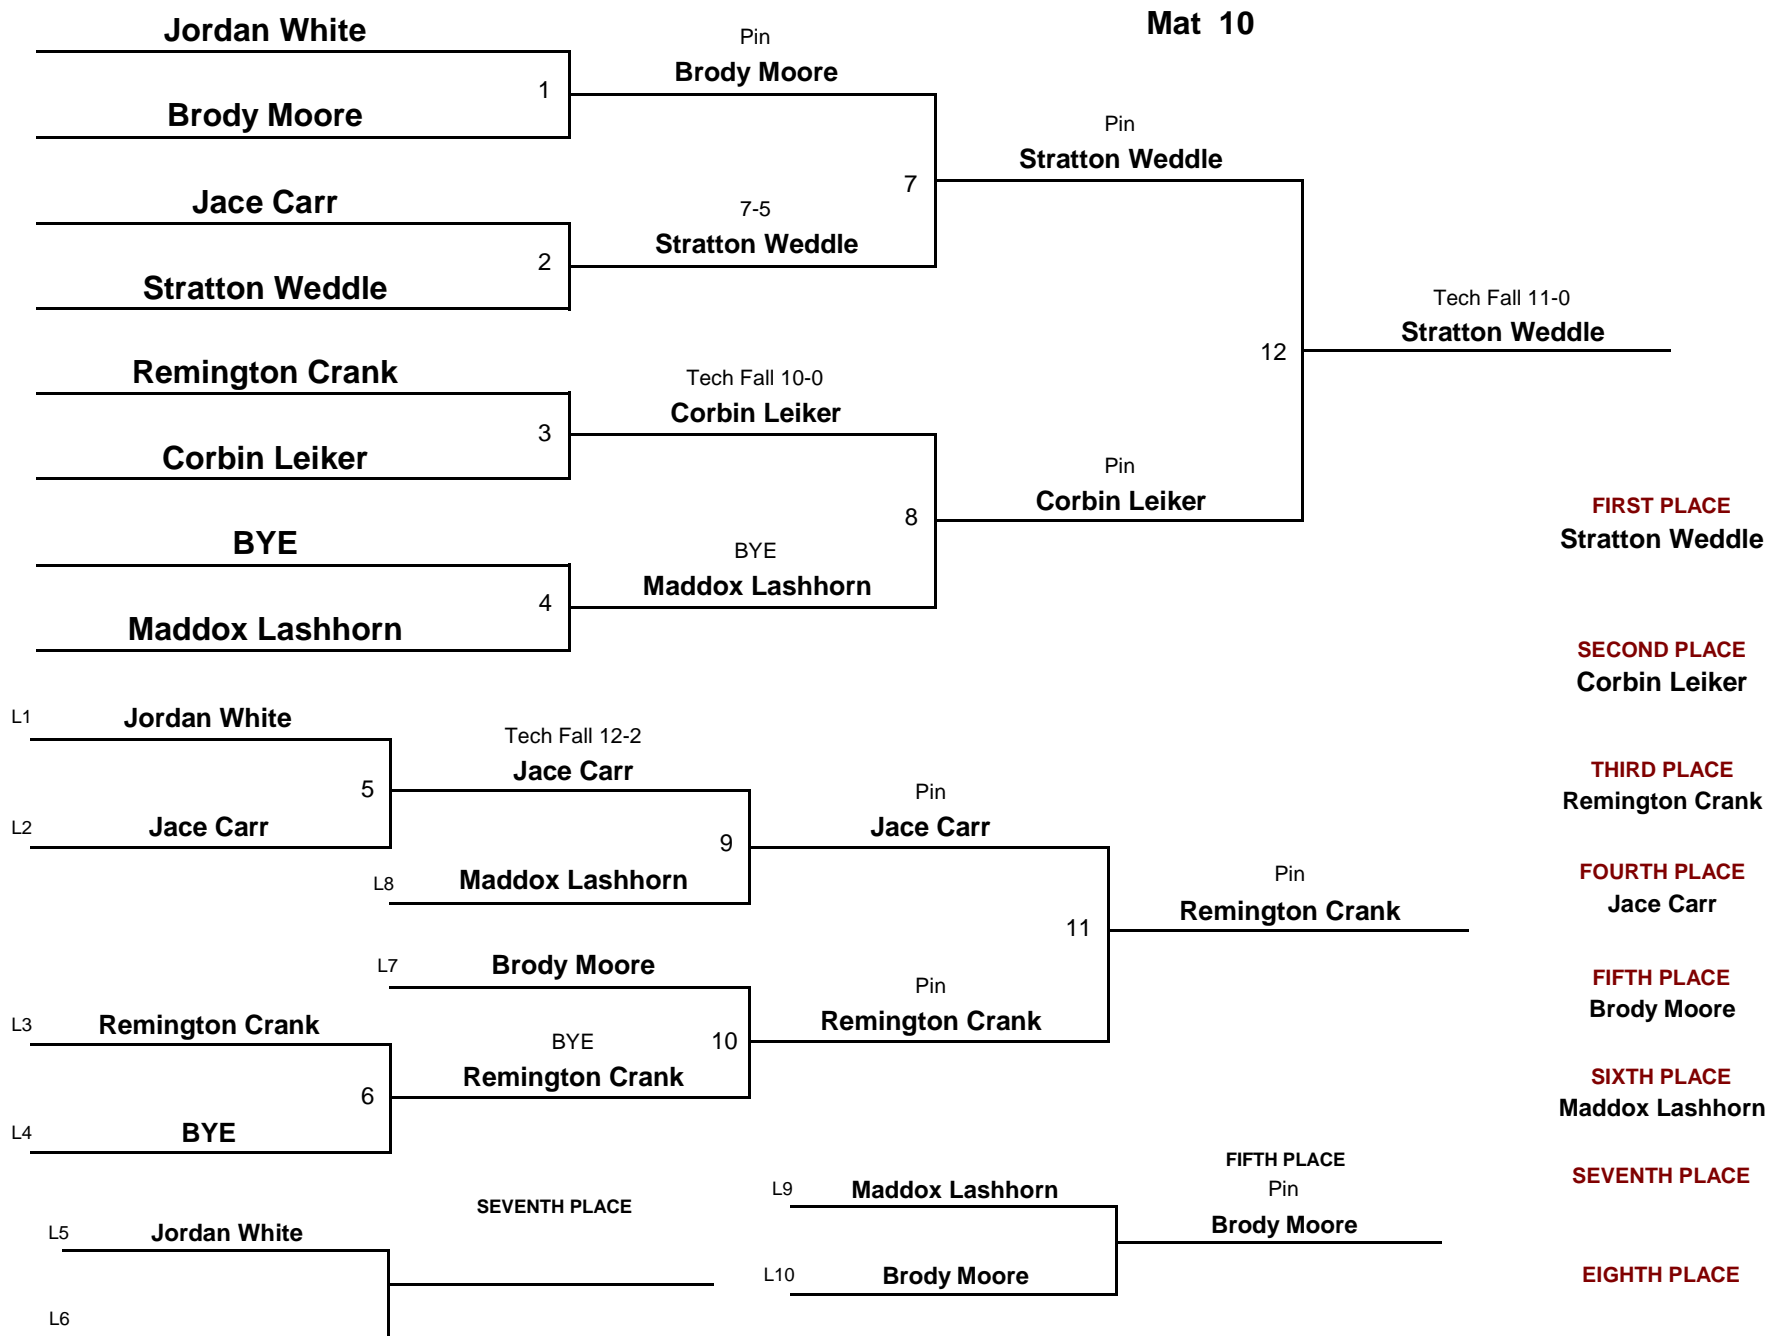 Mat 10
Jordan White
Pin
Brody Moore
1
Brody Moore
Pin
Stratton Weddle
7
Jace Carr
7-5
Stratton Weddle
2
Stratton Weddle
Tech Fall 11-0
Stratton Weddle
12
Remington Crank
Tech Fall 10-0
Corbin Leiker
3
Corbin Leiker
Pin
Corbin Leiker
8
BYE
BYE
Maddox Lashhorn
4
Maddox Lashhorn
FIRST PLACE
Stratton Weddle
SECOND PLACE
Corbin Leiker
THIRD PLACE
Remington Crank
FOURTH PLACE
Jace Carr
FIFTH PLACE
Brody Moore
SIXTH PLACE
Maddox Lashhorn
SEVENTH PLACE
EIGHTH PLACE
L1 Jordan White
Tech Fall 12-2
Jace Carr
5
L2 Jace Carr
Pin
Jace Carr
9
L8 Maddox Lashhorn
Pin
Remington Crank
11
L7 Brody Moore
Pin
Remington Crank
L3 Remington Crank
BYE
10
Remington Crank
6
L4 BYE
SEVENTH PLACE
L5 Jordan White
L6
FIFTH PLACE
L9 Maddox Lashhorn
Pin
Brody Moore
L10 Brody Moore